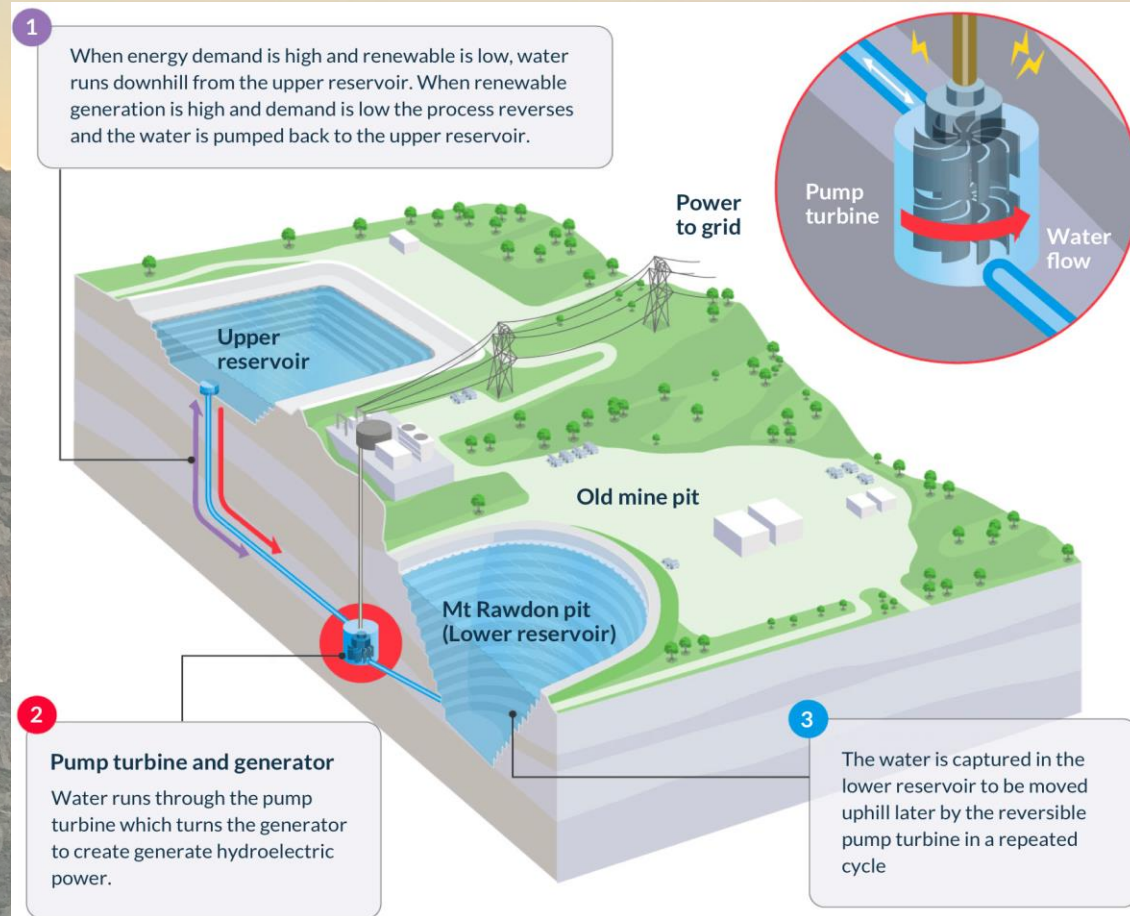 1
When energy demand is high and renewable is low, water
runs downhill from the upper reservoir. When renewable
generation is high and demand is low the process reverses
and the water is pumped back to the upper reservoir.
Power
to grid
Pump
turbine
Water
flow
Upper
reservoir
Old mine pit
Mt Rawdon pit
(Lower reservoir)
2
Pump turbine and generator
Water runs through the pump
turbine which turns the generator
to create generate hydroelectric
power.
3
The water is captured in the
lower reservoir to be moved
uphill later by the reversible
pump turbine in a repeated
cycle